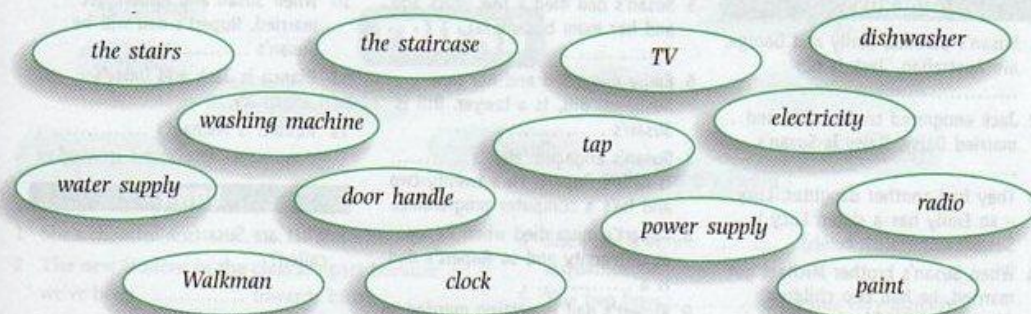 the stairs
the staircase
TV
dishwasher
washing machine
tap
electricity
water supply
door handle
power supply
radio
Walkman
clock
paint